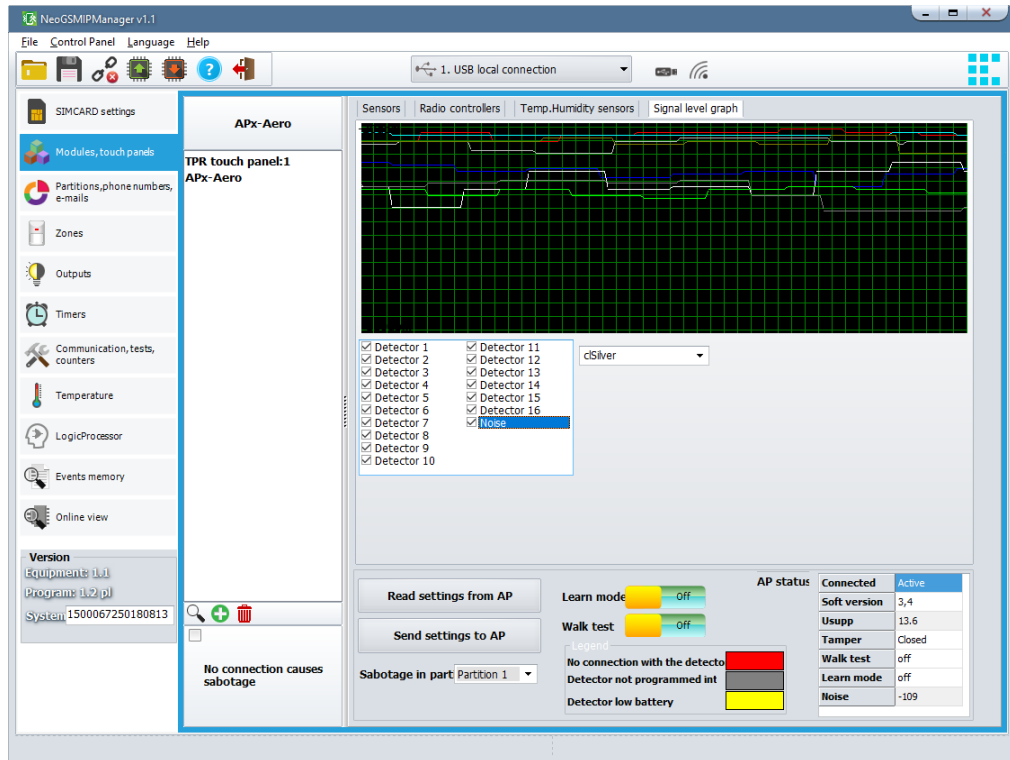 NeoGSMIPManager v1.1
File Control Panel Language Help
1. USB local connection
SIMCARD settings
Modules, touch panels
Partitions,phone numbers,
e-mails
Zones
Outputs
Timers
Communication, tests,
counters
Temperature
LogicProcessor
Events memory
Online view
Version
Equipment: 1.1
Program: 1.2 pl
System 1500067250180813
APx-Aero
TPR touch panel:1
APx-Aero
No connection causes
sabotage
Sensors Radio controllers Temp.Humidity sensors Signal level graph
Detector 1 Detector 11
Detector 2 Detector 12
Detector 3 Detector 13
Detector 4 Detector 14
Detector 5 Detector 15
Detector 6 Detector 16
Detector 7 Noise
Detector 8
Detector 9
Detector 10
clSilver
Read settings from AP
Send settings to AP
Sabotage in part Partition 1
Learn mode Off
Walk test Off
Legend
No connection with the detecto
Detector not programmed int
Detector low battery
AP status
Connected Active
Soft version 3,4
Usupp 13.6
Tamper Closed
Walk test off
Learn mode off
Noise -109